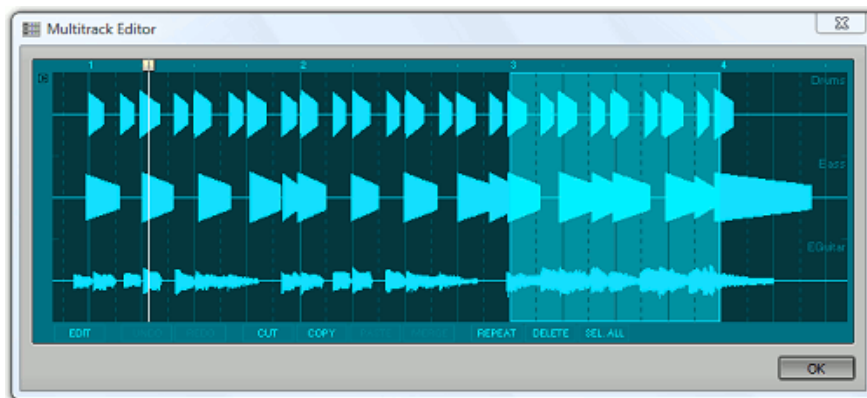 Multitrack Editor
1 2 3 4
Drums
Bass
EGuitar
EDIT CUT COPY REPEAT DELETE SEL. ALL
OK